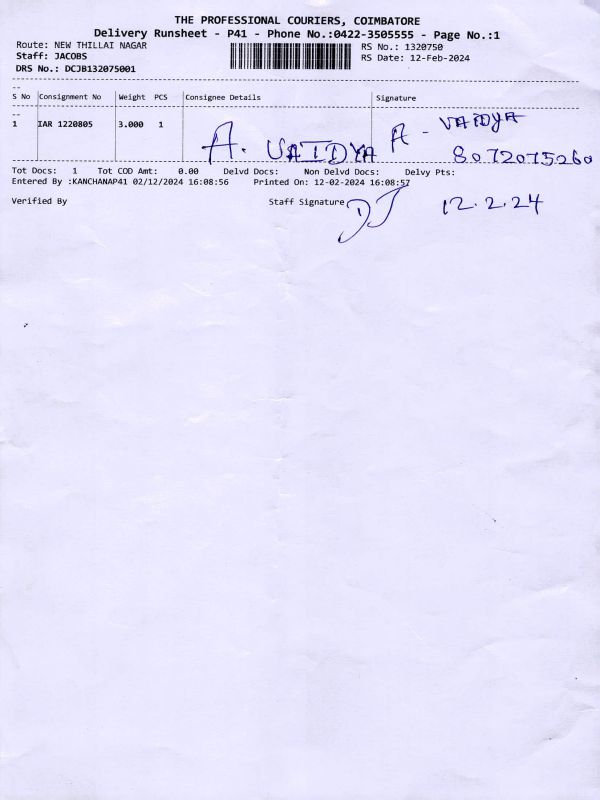 THE PROFESSIONAL COURIERS, COIMBATORE
Delivery Runsheet - P41 - Phone No.:0422-3505555 - Page No.:1
Route: NEW THILLAI NAGAR RS No.: 1320750
Staff: JACOBS RS Date: 12-Feb-2024
DRS No.: DCJB132075001
S No Consignment No Weight PCS Consignee Details Signature
1 IAR 1220805 3.000 1 A. VAIDYA A - VAIDYA
8072075260
Tot Docs: 1 Tot COD Amt: 0.00 Delvd Docs: Non Delvd Docs: Delvy Pts:
Entered By :KANCHANAP41 02/12/2024 16:08:56 Printed On: 12-02-2024 16:08:57
Verified By Staff Signature DJ 12.2.24